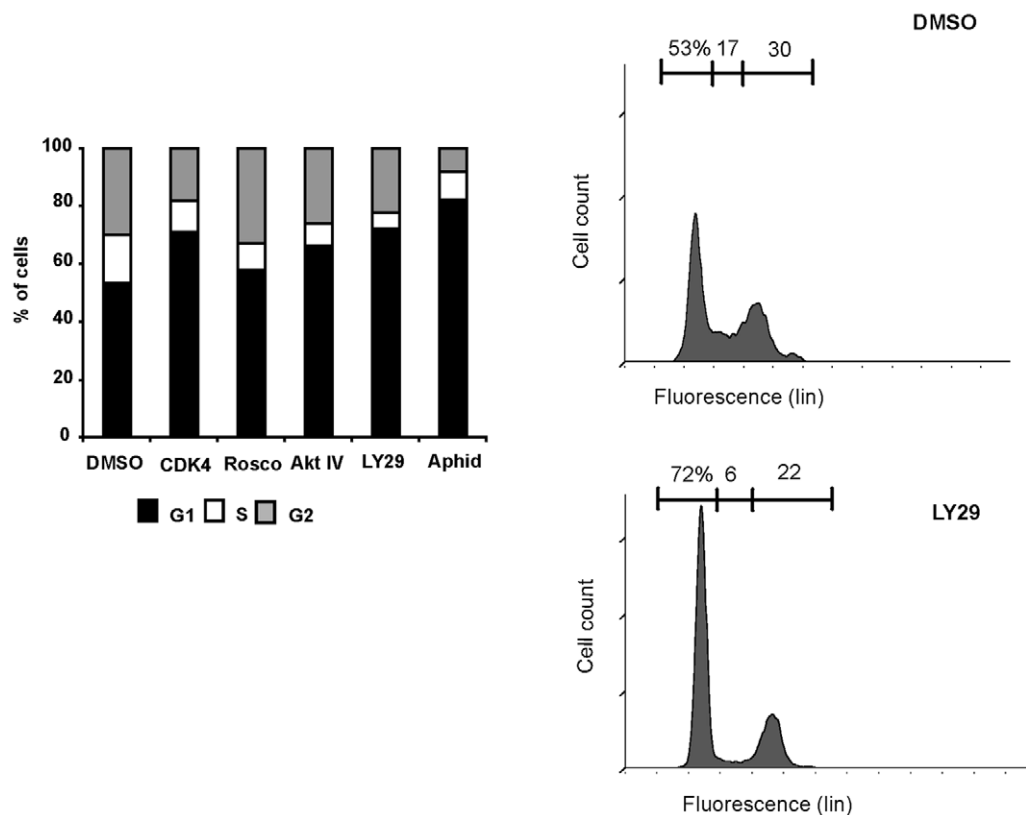 % of cells
100
80
60
40
20
0
DMSO CDK4 Rosco Akt IV LY29 Aphid
G1 S G2
DMSO
53% 17 30
Cell count
Fluorescence (lin)
72% 6 22
LY29
Cell count
Fluorescence (lin)